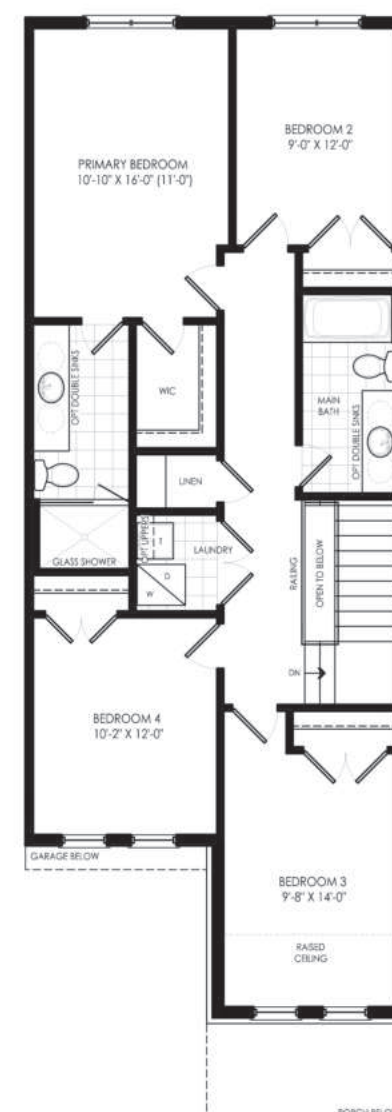 BEDROOM 2
9'-0" X 12'-0"
PRIMARY BEDROOM
10'-10" X 16'-0" (11'-0")
OPT DOUBLE SINKS
WIC
MAIN
BATH
OPT DOUBLE SINKS
LINEN
OPT UPPERS
T
LAUNDRY
D
W
GLASS SHOWER
RAILING
OPEN TO BELOW
DN
BEDROOM 4
10'-2" X 12'-0"
GARAGE BELOW
BEDROOM 3
9'-8" X 14'-0"
RAISED
CEILING